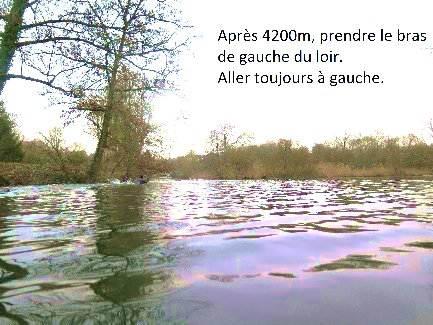 Après 4200m, prendre le bras
de gauche du loir.
Aller toujours à gauche.